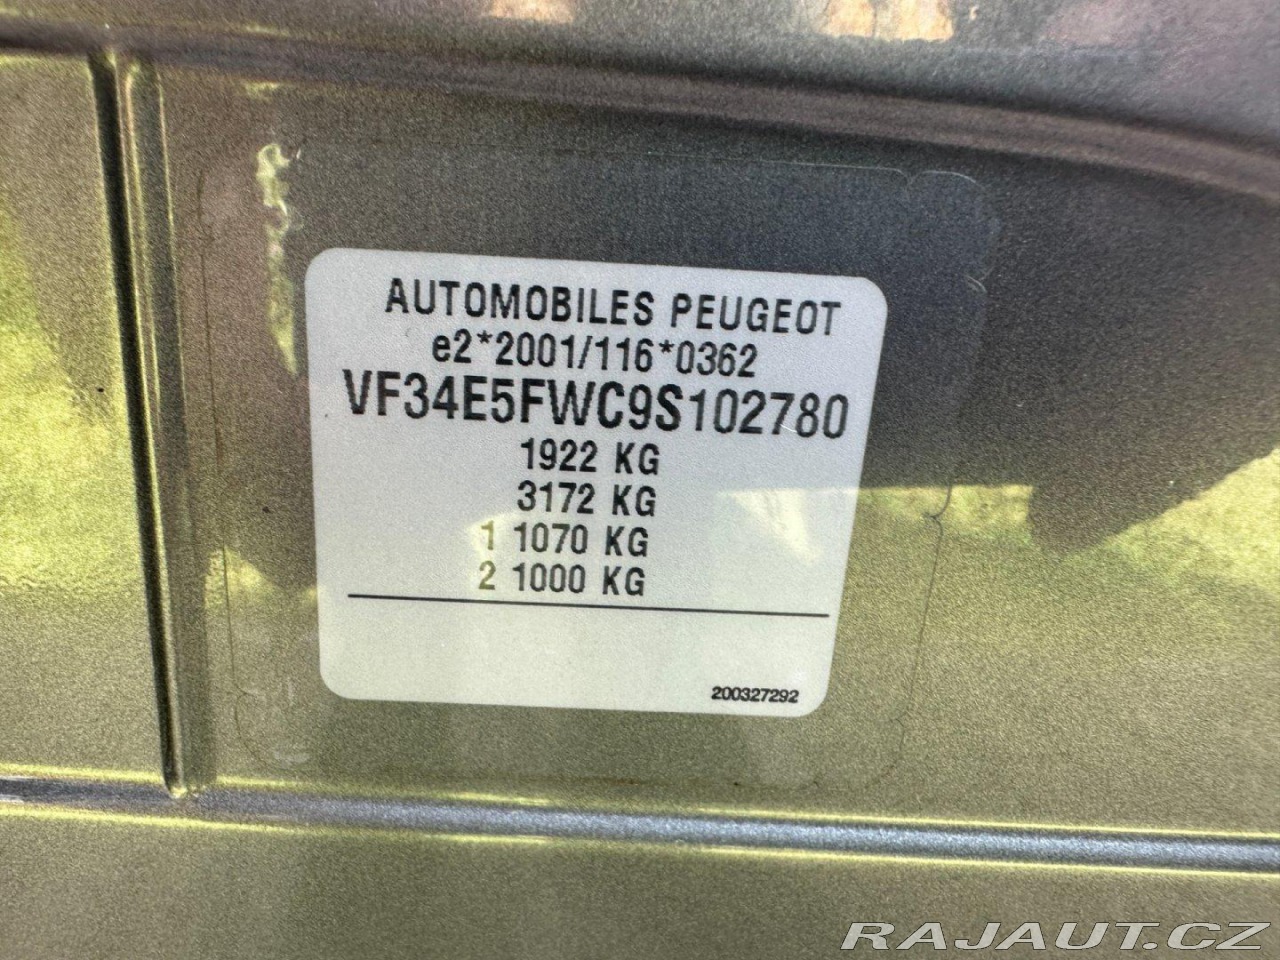 AUTOMOBILES PEUGEOT
e2*2001/116*0362
VF34E5FWC9S102780
1922 KG
3172 KG
1 1070 KG
2 1000 KG
200327292
RAJAUT.CZ